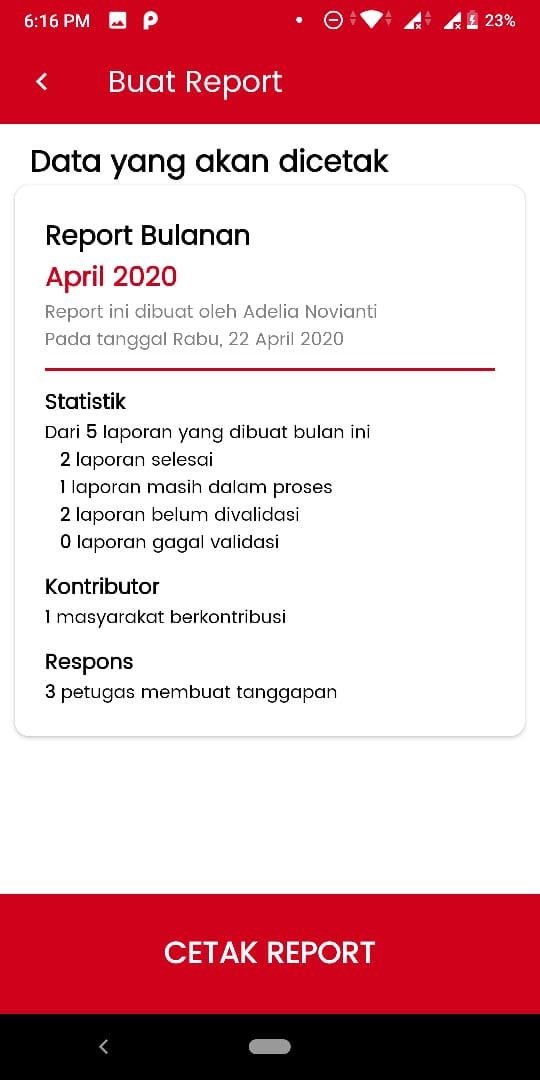 6:16 PM 23%
Buat Report
Data yang akan dicetak
Report Bulanan
April 2020
Report ini dibuat oleh Adelia Novianti
Pada tanggal Rabu, 22 April 2020
Statistik
Dari 5 laporan yang dibuat bulan ini
2 laporan selesai
1 laporan masih dalam proses
2 laporan belum divalidasi
0 laporan gagal validasi
Kontributor
1 masyarakat berkontribusi
Respons
3 petugas membuat tanggapan
CETAK REPORT